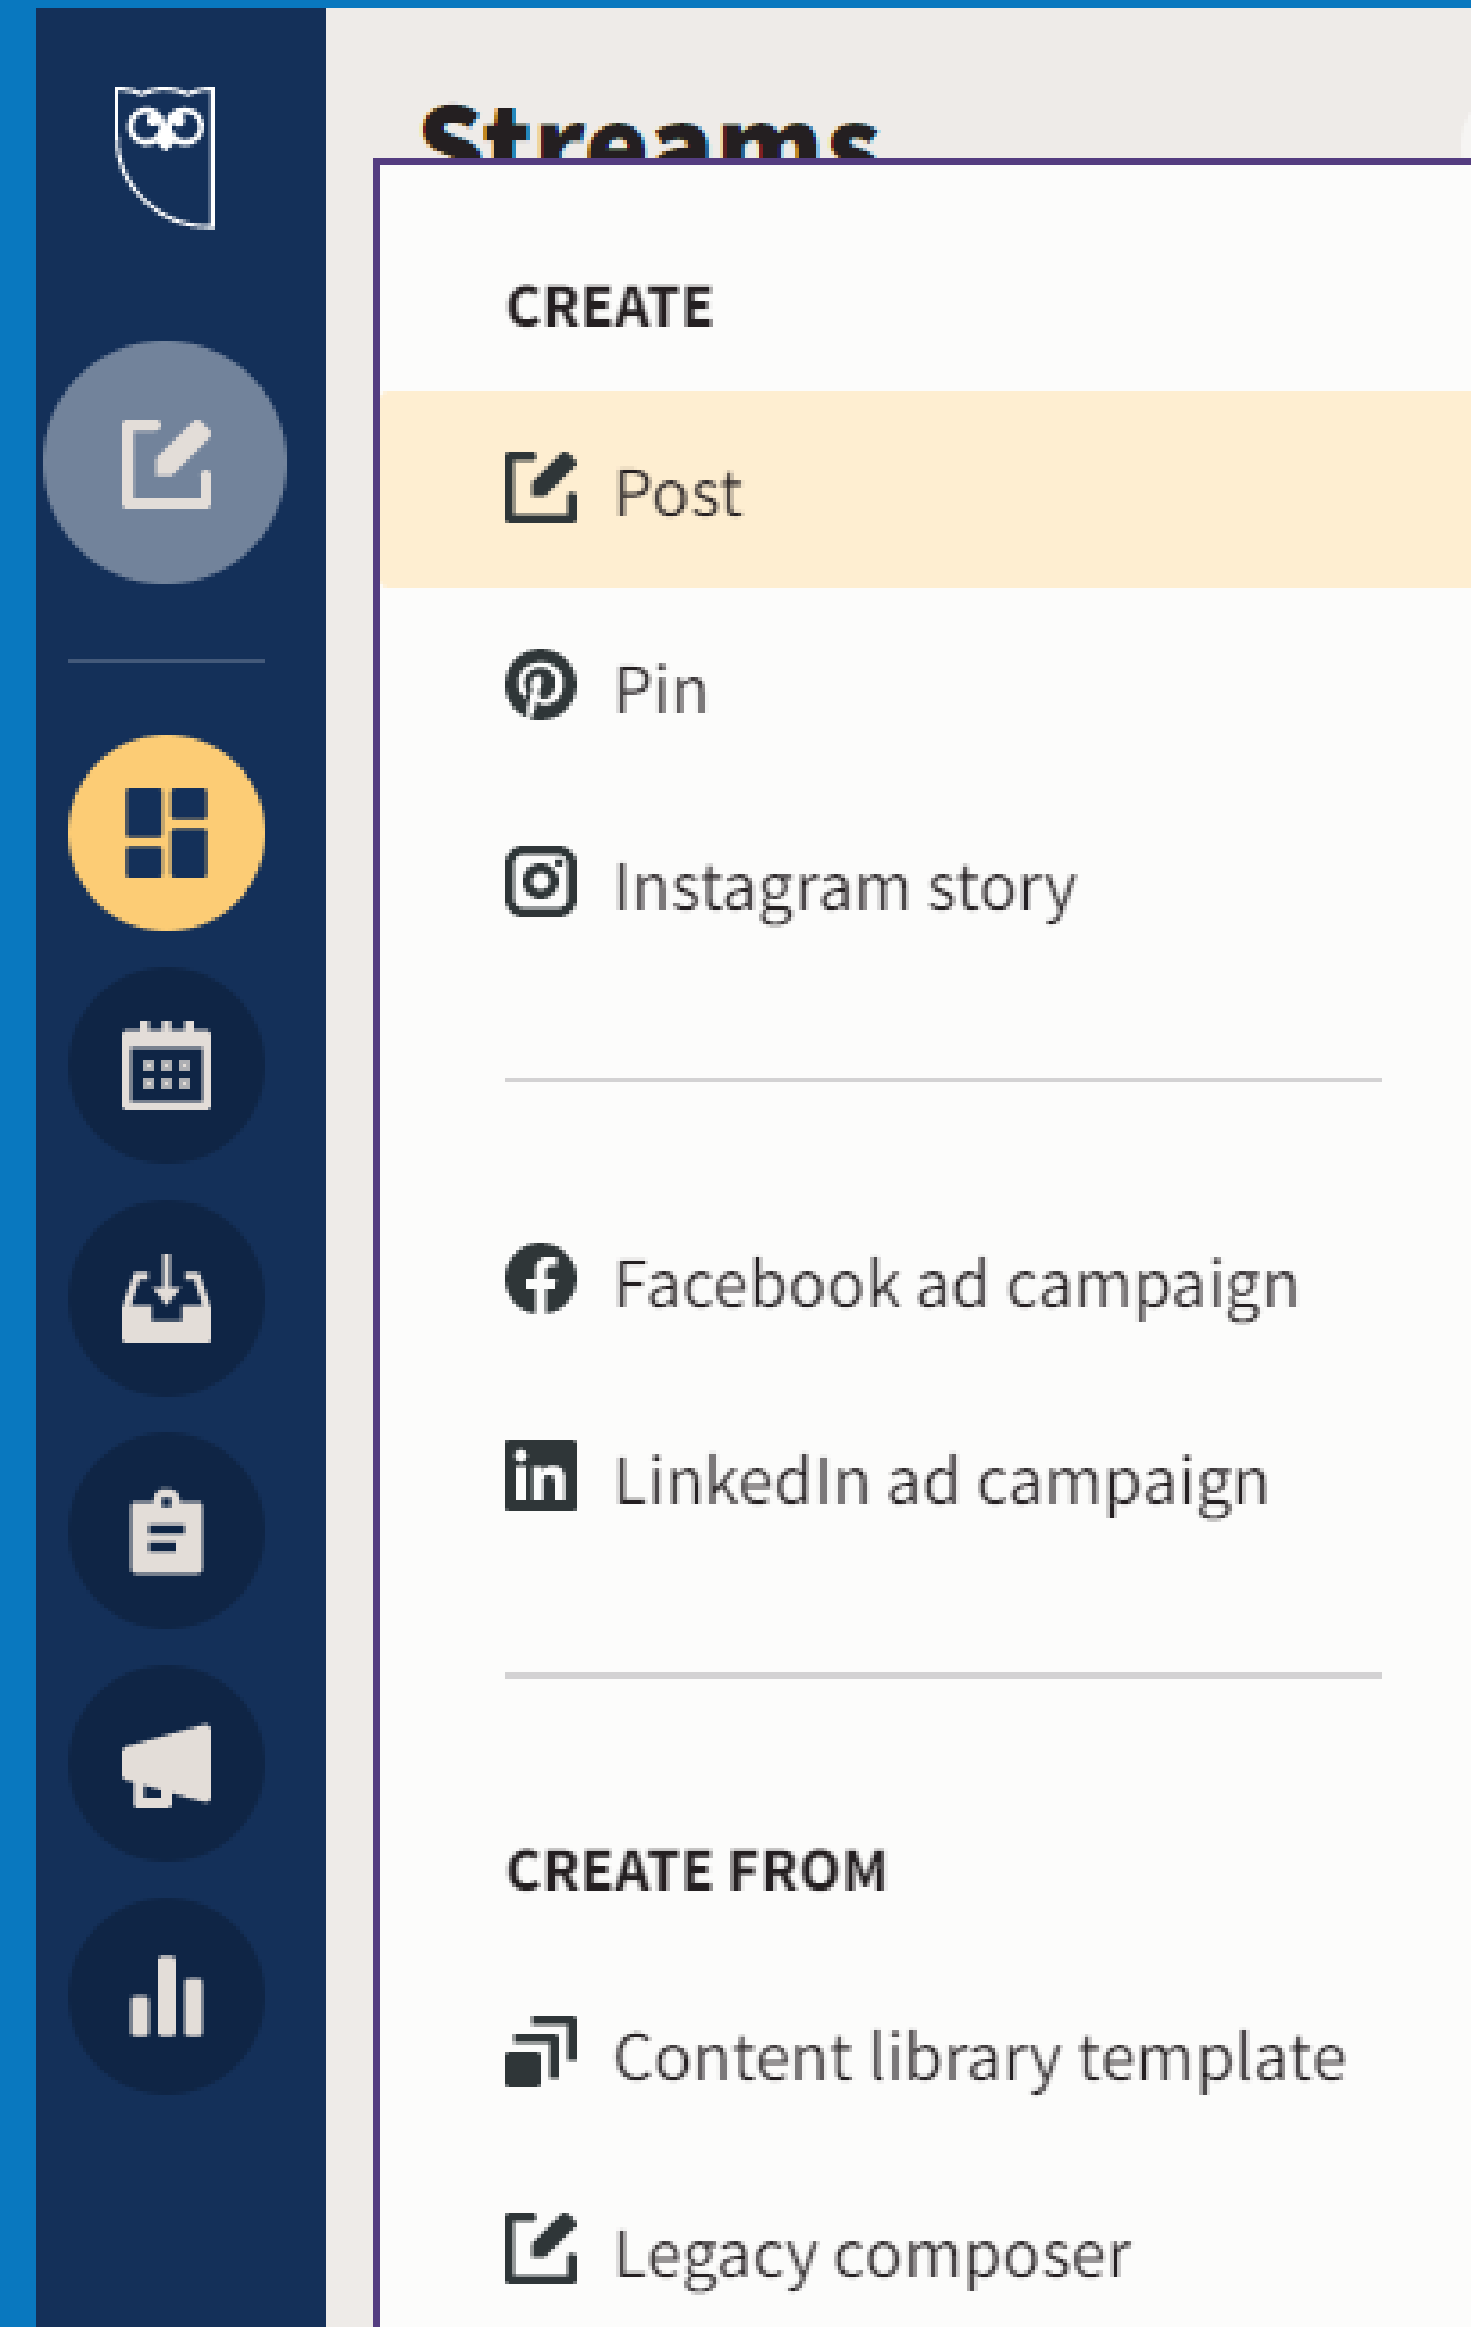 Streams
CREATE
Post
Pin
Instagram story
Facebook ad campaign
LinkedIn ad campaign
CREATE FROM
Content library template
Legacy composer